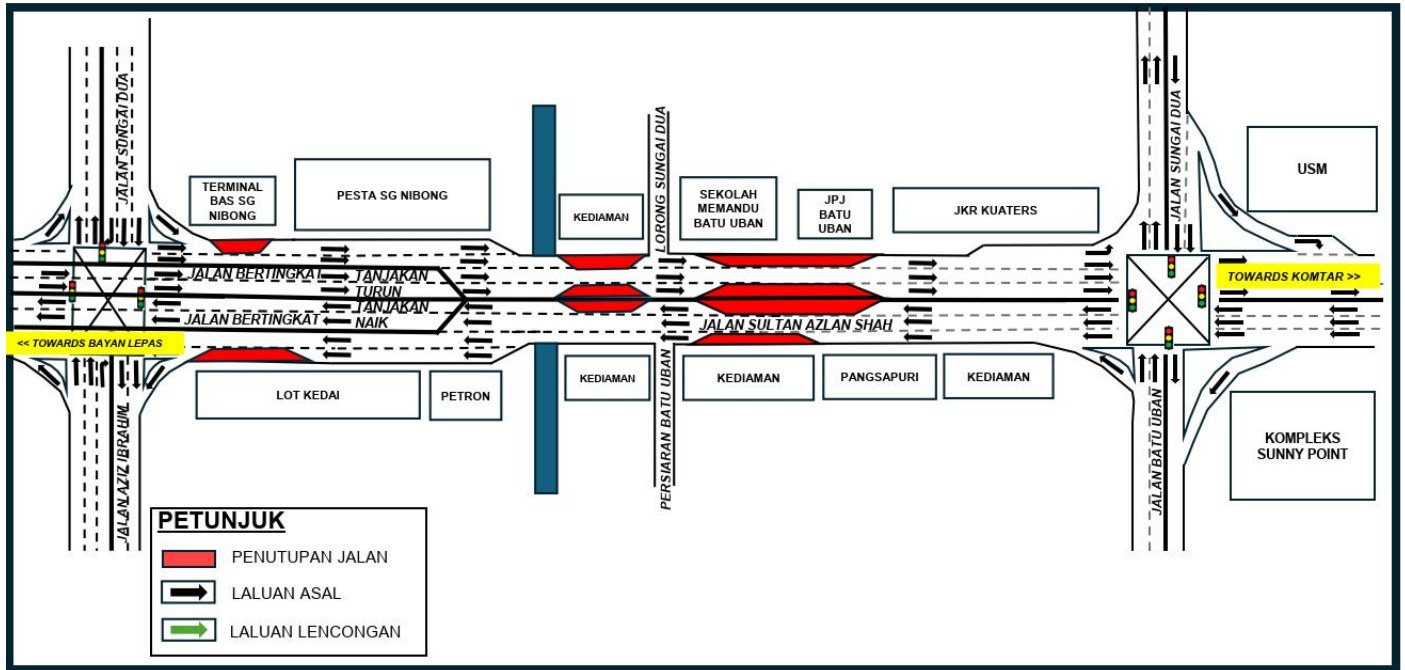 JALAN SUNGAI DUA
TERMINAL
BAS SG
NIBONG
PESTA SG NIBONG
KEDIAMAN
LORONG SUNGAI DUA
SEKOLAH
MEMANDU
BATU UBAN
JPJ
BATU
UBAN
JKR KUATERS
JALAN SUNGAI DUA
USM
JALAN BERTINGKAT
TANJAKAN
TURUN
TANJAKAN
NAIK
JALAN BERTINGKAT
TOWARDS KOMTAR >>
JALAN SULTAN AZLAN SHAH
<< TOWARDS BAYAN LEPAS
JALAN AZIZ IBRAHIM
LOT KEDAI
PETRON
KEDIAMAN
PERSIARAN BATU UBAN
KEDIAMAN
PANGSAPURI
KEDIAMAN
JALAN BATU UBAN
KOMPLEKS
SUNNY POINT
PETUNJUK
PENUTUPAN JALAN
LALUAN ASAL
LALUAN LENCONGAN